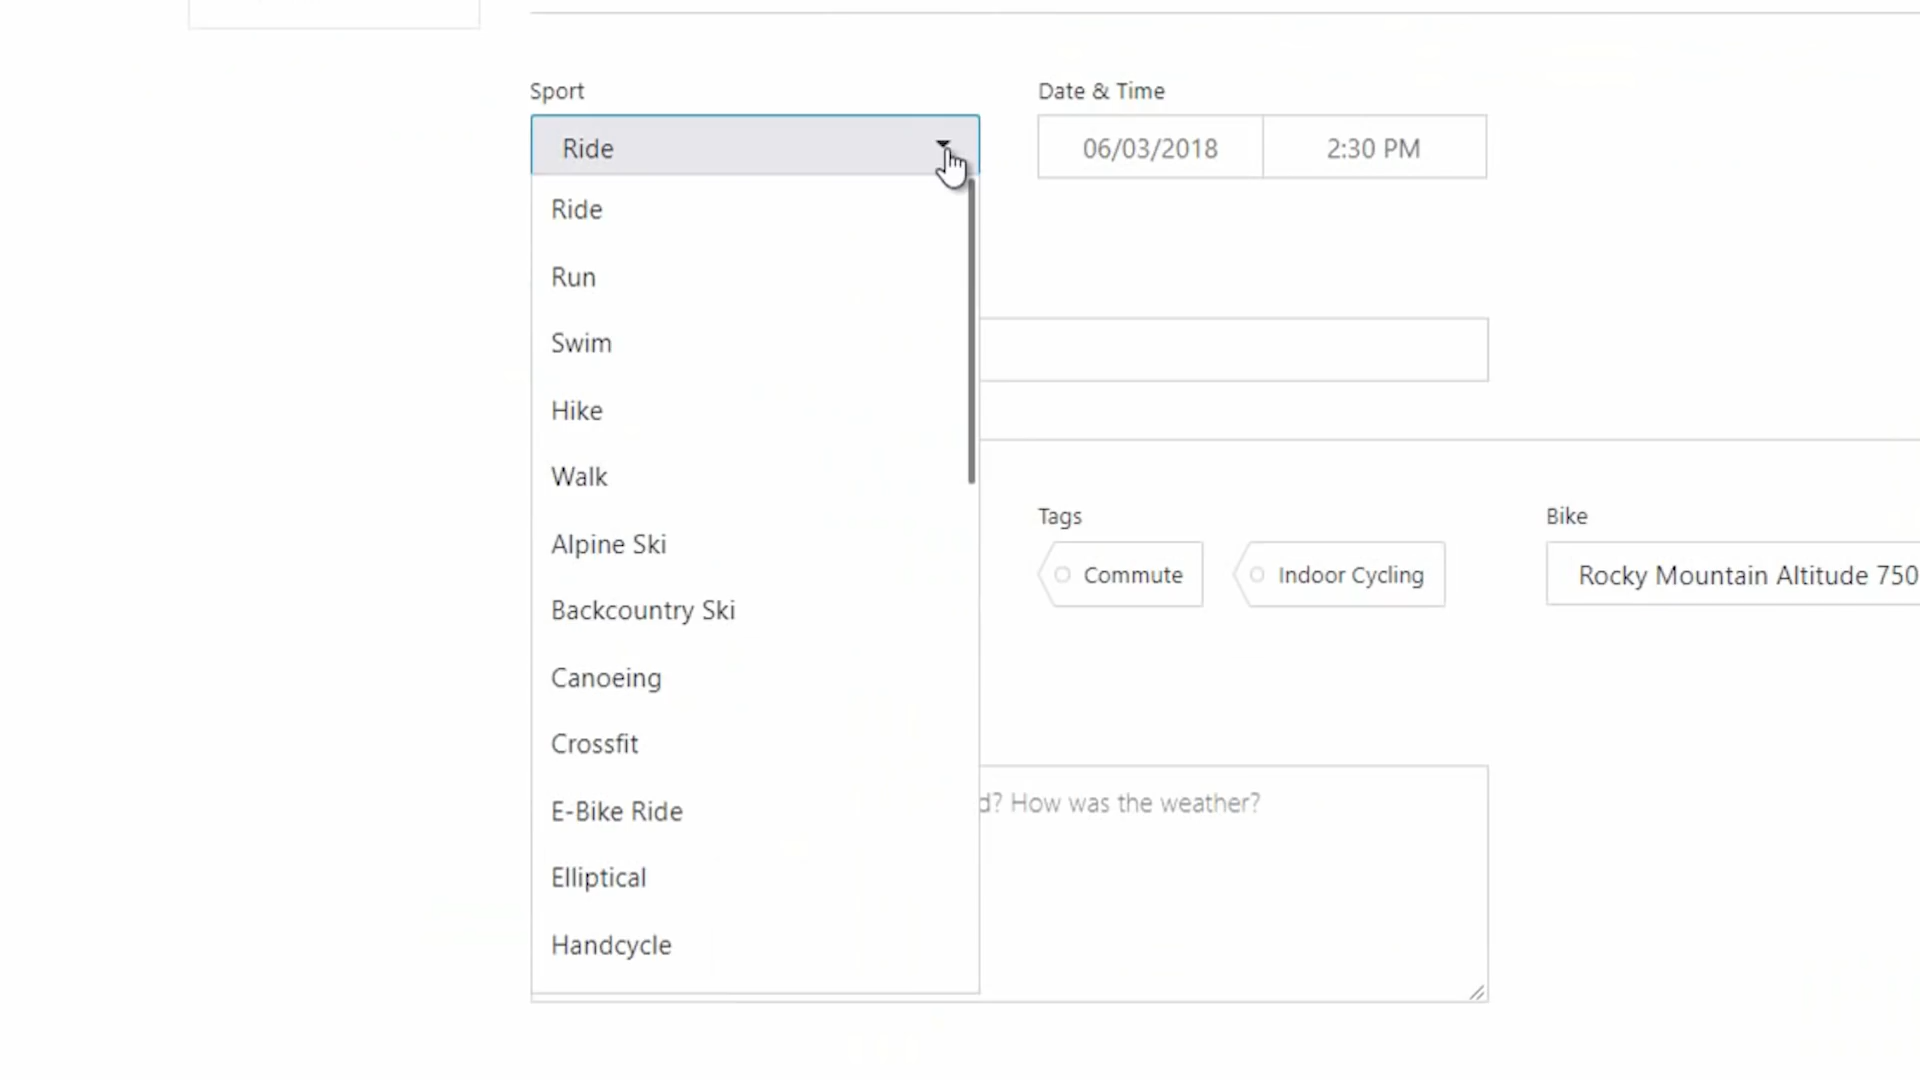 Sport
Date & Time
Ride
06/03/2018
2:30 PM
Ride
Run
Swim
Hike
Walk
Alpine Ski
Backcountry Ski
Canoeing
Crossfit
E-Bike Ride
Elliptical
Handcycle
Tags
Commute
Indoor Cycling
Bike
Rocky Mountain Altitude 750
d? How was the weather?